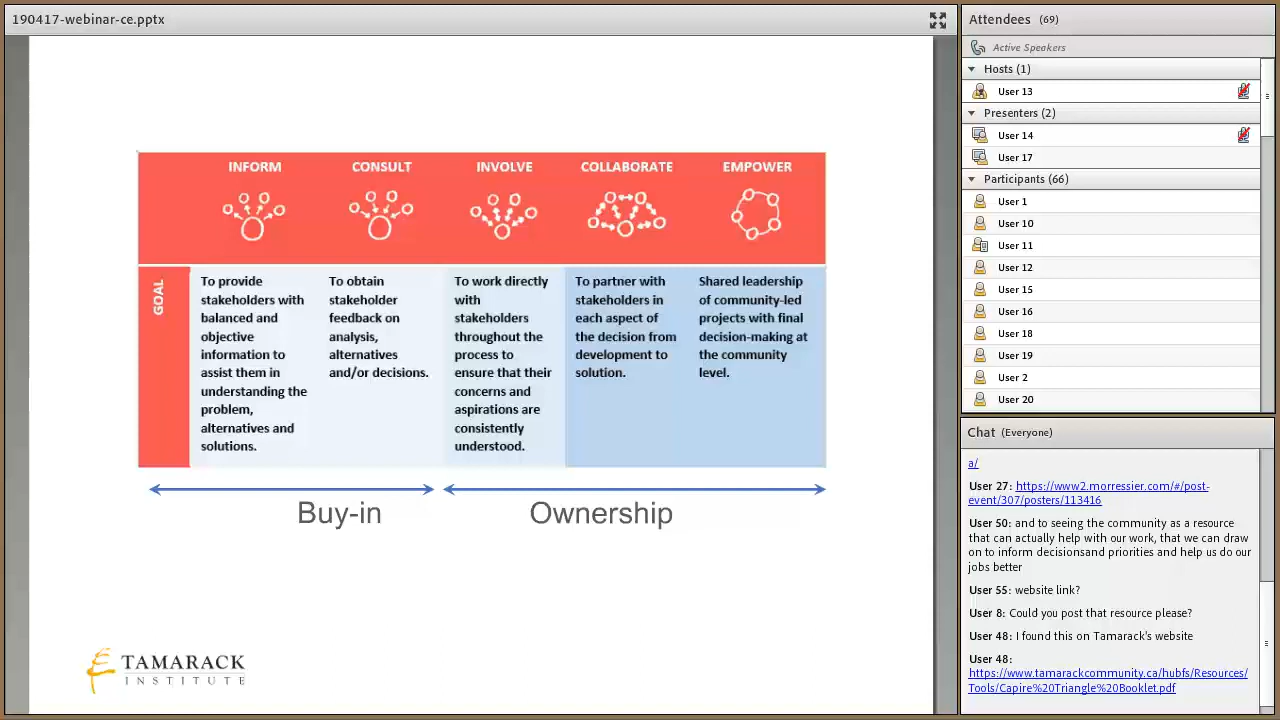 190417-webinar-ce.pptx
INFORM
CONSULT
INVOLVE
COLLABORATE
EMPOWER
GOAL
To provide
stakeholders with
balanced and
objective
information to
assist them in
understanding the
problem,
alternatives and
solutions.
To obtain
stakeholder
feedback on
analysis,
alternatives
and/or decisions.
To work directly
with
stakeholders
throughout the
process to
ensure that their
concerns and
aspirations are
consistently
understood.
To partner with
stakeholders in
each aspect of
the decision from
development to
solution.
Shared leadership
of community-led
projects with final
decision-making at
the community
level.
Buy-in
Ownership
TAMARACK
INSTITUTE
Attendees (69)
Active Speakers
Hosts (1)
User 13
Presenters (2)
User 14
User 17
Participants (66)
User 1
User 10
User 11
User 12
User 15
User 16
User 18
User 19
User 2
User 20
Chat (Everyone)
a/
User 27: https://www2.morressier.com/#/post-
event/307/posters/113416
User 50: and to seeing the community as a resource
that can actually help with our work, that we can draw
on to inform decisionsand priorities and help us do our
jobs better
User 55: website link?
User 8: Could you post that resource please?
User 48: I found this on Tamarack's website
User 48:
https://www.tamarackcommunity.ca/hubfs/Resources/
Tools/Capire%20Triangle%20Booklet.pdf